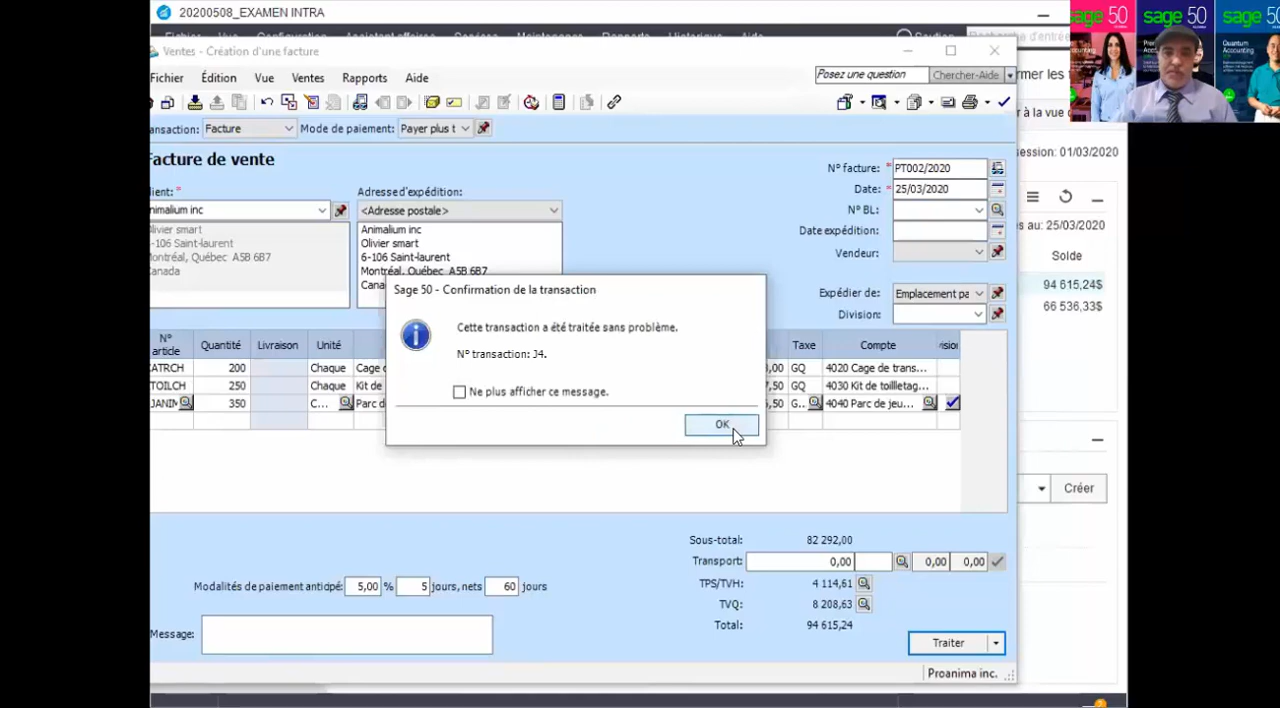 20200508_EXAMEN INTRA
sage 50
sage 50
sage 50
Ventes - Création d'une facture
Fichier Édition Vue Ventes Rapports Aide
Posez une question Chercher-Aide
ransaction: Facture Mode de paiement: Payer plus t
Facture de vente
N° facture: * PT002/2020
session: 01/03/2020
Date: * 25/03/2020
lient: * Adresse d'expédition:
nimalium inc <Adresse postale>
N° BL:
s au: 25/03/2020
Olivier smart
-106 Saint-laurent
Montréal, Québec A5B 6B7
Canada
Animalium inc
Olivier smart
6-106 Saint-laurent
Montréal, Québec A5B 6B7
Cana
Date expédition:
Vendeur:
Solde
94 615,24$
66 536,33$
Expédier de: Emplacement pa
Division:
Sage 50 - Confirmation de la transaction
Cette transaction a été traitée sans problème.
N° transaction: J4.
Ne plus afficher ce message.
OK
N° article Quantité Livraison Unité Taxe Compte
CATRCH 200 Chaque Cage d ,00 GQ 4020 Cage de trans...
TOILCH 250 Chaque Kit de ,50 GQ 4030 Kit de toilletag...
JANIM 350 C... Parc d ,50 G.. 4040 Parc de jeu...
Créer
Sous-total: 82 292,00
Transport: 0,00 0,00 0,00
Modalités de paiement anticipé: 5,00 % 5 jours, nets 60 jours
TPS/TVH: 4 114,61
TVQ: 8 208,63
Total: 94 615,24
Message:
Traiter
Proanima inc.